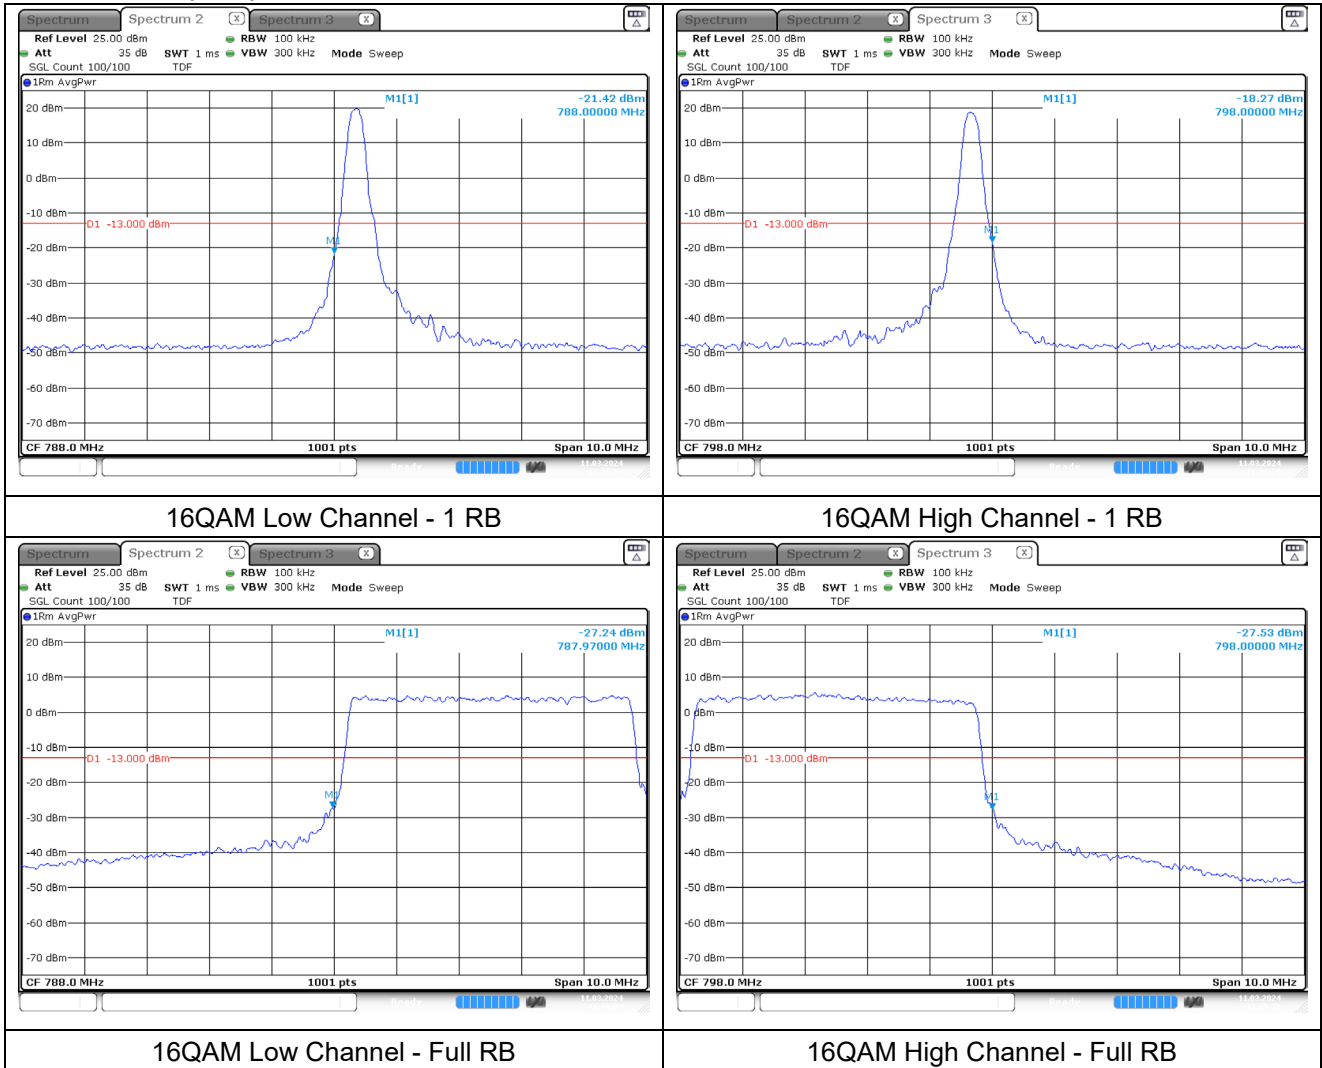 Spectrum Spectrum 2 X Spectrum 3 X
Ref Level 25.00 dBm RBW 100 kHz
Att 35 dB SWT 1 ms VBW 300 kHz Mode Sweep
SGL Count 100/100 TDF
1Rm AvgPwr
M1[1] -21.42 dBm
788.00000 MHz
20 dBm
10 dBm
0 dBm
-10 dBm
D1 -13.000 dBm
M1
-20 dBm
-30 dBm
-40 dBm
-50 dBm
-60 dBm
-70 dBm
CF 788.0 MHz 1001 pts Span 10.0 MHz
Ready 11.03.2024
16QAM Low Channel - 1 RB
Spectrum Spectrum 2 X Spectrum 3 X
Ref Level 25.00 dBm RBW 100 kHz
Att 35 dB SWT 1 ms VBW 300 kHz Mode Sweep
SGL Count 100/100 TDF
1Rm AvgPwr
M1[1] -18.27 dBm
798.00000 MHz
20 dBm
10 dBm
0 dBm
-10 dBm
D1 -13.000 dBm
M1
-20 dBm
-30 dBm
-40 dBm
-50 dBm
-60 dBm
-70 dBm
CF 798.0 MHz 1001 pts Span 10.0 MHz
Ready 11.03.2024
16QAM High Channel - 1 RB
Spectrum Spectrum 2 X Spectrum 3 X
Ref Level 25.00 dBm RBW 100 kHz
Att 35 dB SWT 1 ms VBW 300 kHz Mode Sweep
SGL Count 100/100 TDF
1Rm AvgPwr
M1[1] -27.24 dBm
787.97000 MHz
20 dBm
10 dBm
0 dBm
-10 dBm
D1 -13.000 dBm
-20 dBm
M1
-30 dBm
-40 dBm
-50 dBm
-60 dBm
-70 dBm
CF 788.0 MHz 1001 pts Span 10.0 MHz
Ready 11.03.2024
16QAM Low Channel - Full RB
Spectrum Spectrum 2 X Spectrum 3 X
Ref Level 25.00 dBm RBW 100 kHz
Att 35 dB SWT 1 ms VBW 300 kHz Mode Sweep
SGL Count 100/100 TDF
1Rm AvgPwr
M1[1] -27.53 dBm
798.00000 MHz
20 dBm
10 dBm
0 dBm
-10 dBm
D1 -13.000 dBm
-20 dBm
M1
-30 dBm
-40 dBm
-50 dBm
-60 dBm
-70 dBm
CF 798.0 MHz 1001 pts Span 10.0 MHz
Ready 11.03.2024
16QAM High Channel - Full RB